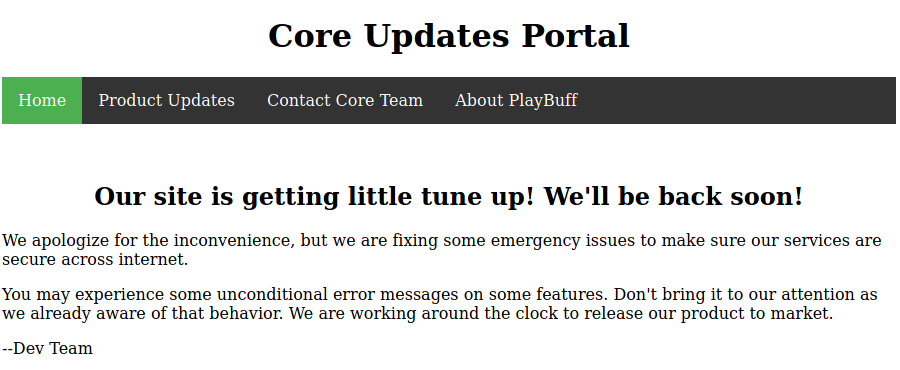 Core Updates Portal
Home Product Updates Contact Core Team About PlayBuff
Our site is getting little tune up! We'll be back soon!
We apologize for the inconvenience, but we are fixing some emergency issues to make sure our services are
secure across internet.
You may experience some unconditional error messages on some features. Don't bring it to our attention as
we already aware of that behavior. We are working around the clock to release our product to market.
--Dev Team